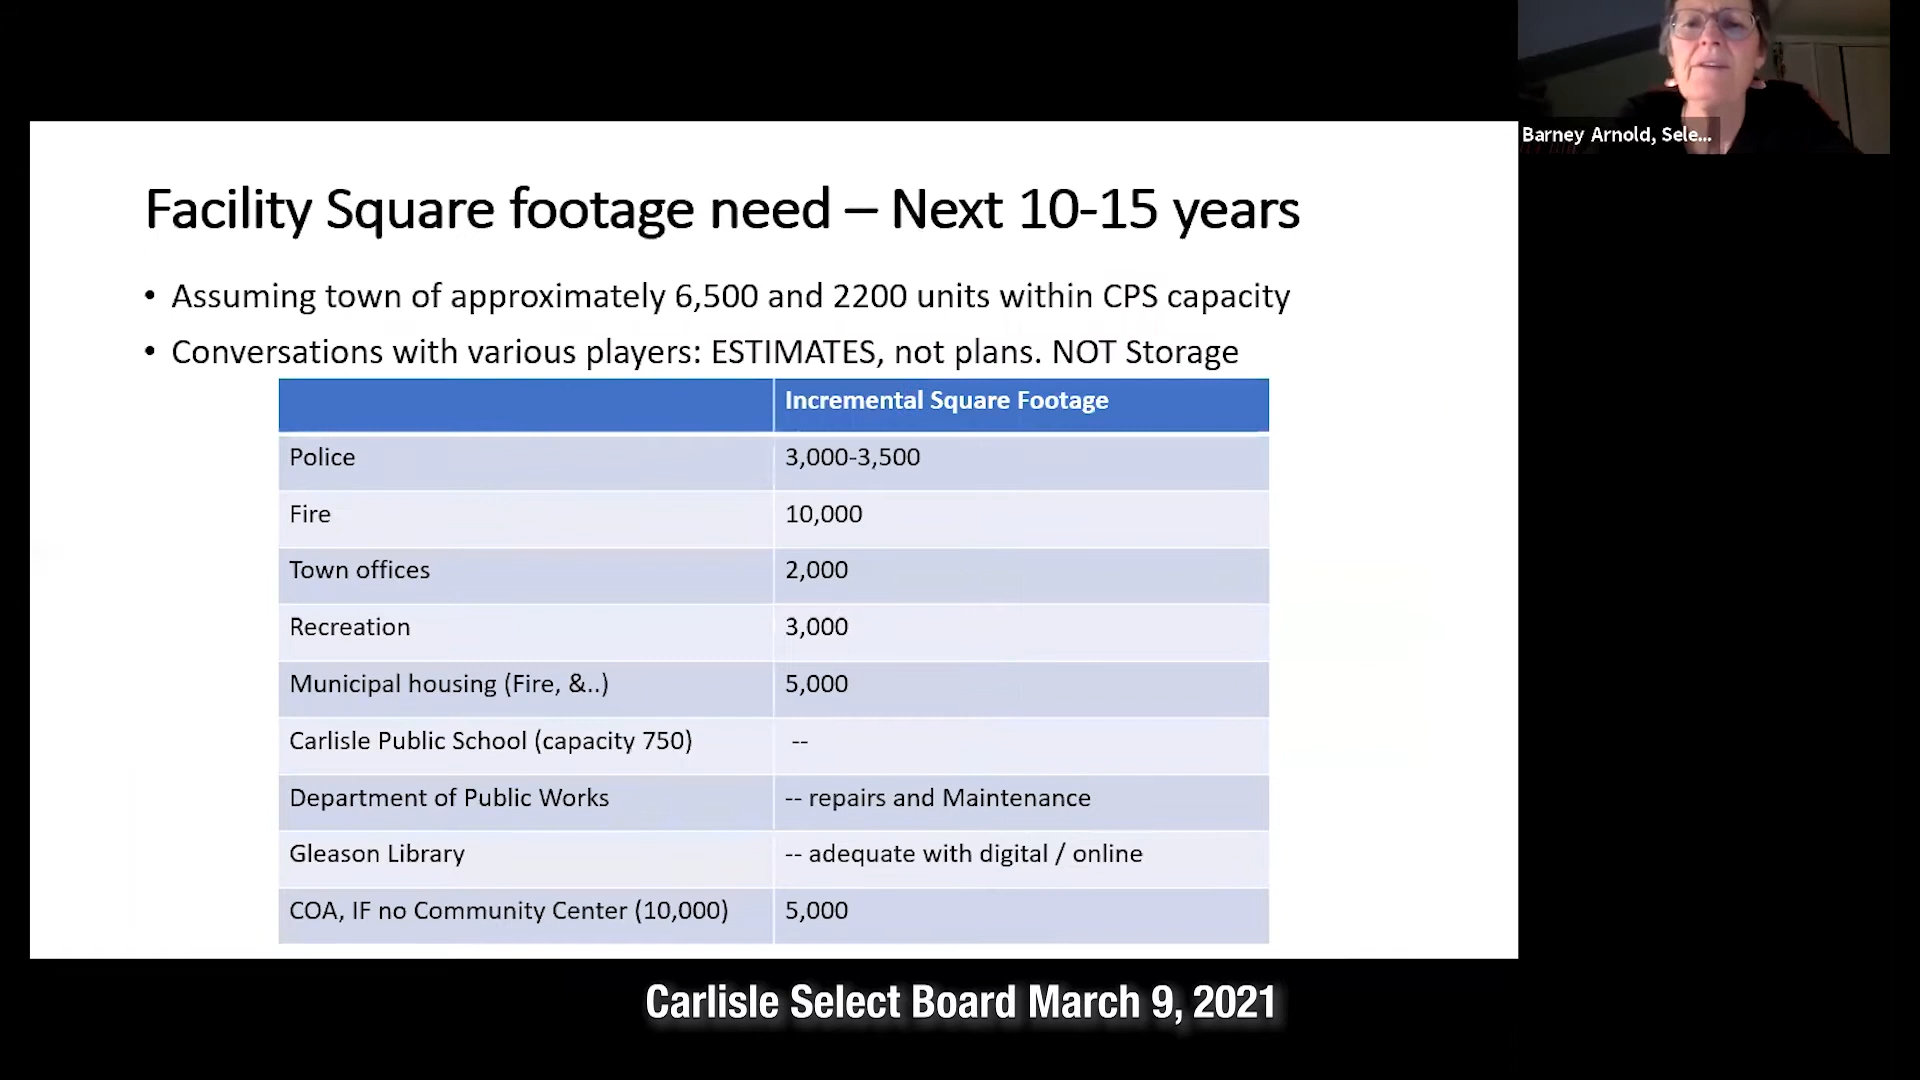 Barney Arnold, Sele...
Facility Square footage need – Next 10-15 years
• Assuming town of approximately 6,500 and 2200 units within CPS capacity
• Conversations with various players: ESTIMATES, not plans. NOT Storage
Incremental Square Footage
Police 3,000-3,500
Fire 10,000
Town offices 2,000
Recreation 3,000
Municipal housing (Fire, &..) 5,000
Carlisle Public School (capacity 750) --
Department of Public Works -- repairs and Maintenance
Gleason Library -- adequate with digital / online
COA, IF no Community Center (10,000) 5,000
Carlisle Select Board March 9, 2021